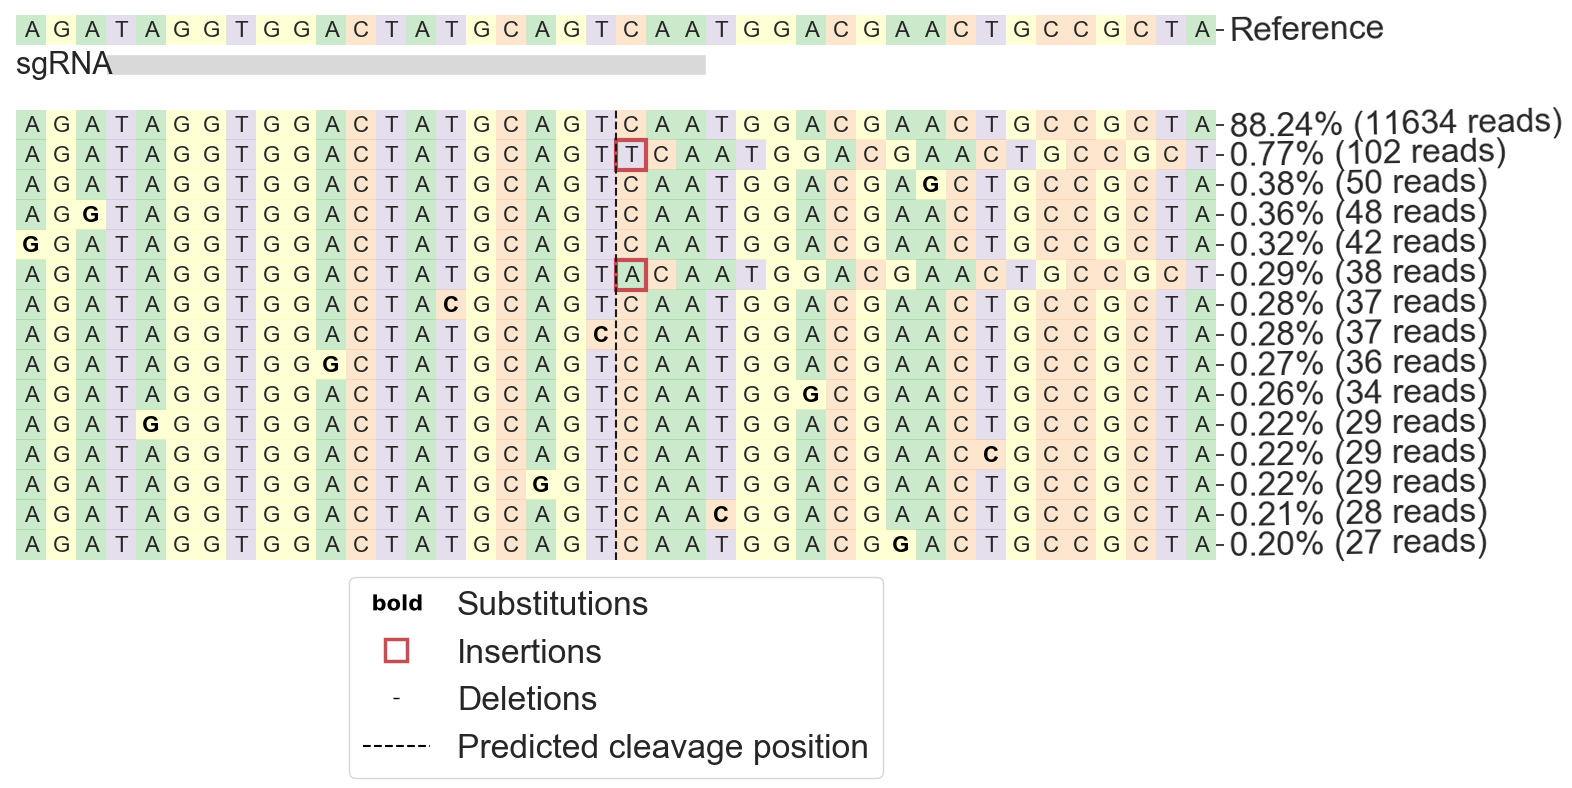 A G A T A G G T G G A C T A T G C A G T C A A T G G A C G A A C T G C C G C T A Reference
sgRNA
A G A T A G G T G G A C T A T G C A G T C A A T G G A C G A A C T G C C G C T A 88.24% (11634 reads)
A G A T A G G T G G A C T A T G C A G T T C A A T G G A C G A A C T G C C G C T 0.77% (102 reads)
A G A T A G G T G G A C T A T G C A G T C A A T G G A C G A G C T G C C G C T A 0.38% (50 reads)
A G G T A G G T G G A C T A T G C A G T C A A T G G A C G A A C T G C C G C T A 0.36% (48 reads)
G G A T A G G T G G A C T A T G C A G T C A A T G G A C G A A C T G C C G C T A 0.32% (42 reads)
A G A T A G G T G G A C T A T G C A G T A C A A T G G A C G A A C T G C C G C T 0.29% (38 reads)
A G A T A G G T G G A C T A C G C A G T C A A T G G A C G A A C T G C C G C T A 0.28% (37 reads)
A G A T A G G T G G A C T A T G C A G C C A A T G G A C G A A C T G C C G C T A 0.28% (37 reads)
A G A T A G G T G G G C T A T G C A G T C A A T G G A C G A A C T G C C G C T A 0.27% (36 reads)
A G A T A G G T G G A C T A T G C A G T C A A T G G G C G A A C T G C C G C T A 0.26% (34 reads)
A G A T G G G T G G A C T A T G C A G T C A A T G G A C G A A C T G C C G C T A 0.22% (29 reads)
A G A T A G G T G G A C T A T G C A G T C A A T G G A C G A A C C G C C G C T A 0.22% (29 reads)
A G A T A G G T G G A C T A T G C G G T C A A T G G A C G A A C T G C C G C T A 0.22% (29 reads)
A G A T A G G T G G A C T A T G C A G T C A A C G G A C G A A C T G C C G C T A 0.21% (28 reads)
A G A T A G G T G G A C T A T G C A G T C A A T G G A C G G A C T G C C G C T A 0.20% (27 reads)
bold Substitutions
Insertions
- Deletions
Predicted cleavage position